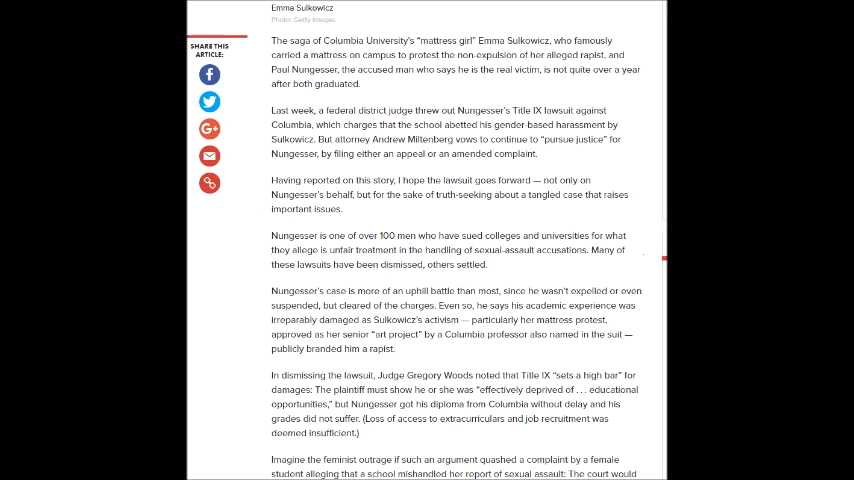 Emma Sulkowicz
Photo: Getty Images
SHARE THIS
ARTICLE:
The saga of Columbia University's “mattress girl” Emma Sulkowicz, who famously
carried a mattress on campus to protest the non-expulsion of her alleged rapist, and
Paul Nungesser, the accused man who says he is the real victim, is not quite over a year
after both graduated.
Last week, a federal district judge threw out Nungesser's Title IX lawsuit against
Columbia, which charges that the school abetted his gender-based harassment by
Sulkowicz. But attorney Andrew Miltenberg vows to continue to “pursue justice” for
Nungesser, by filing either an appeal or an amended complaint.
Having reported on this story, I hope the lawsuit goes forward — not only on
Nungesser's behalf, but for the sake of truth-seeking about a tangled case that raises
important issues.
Nungesser is one of over 100 men who have sued colleges and universities for what
they allege is unfair treatment in the handling of sexual-assault accusations. Many of
these lawsuits have been dismissed, others settled.
Nungesser's case is more of an uphill battle than most, since he wasn't expelled or even
suspended, but cleared of the charges. Even so, he says his academic experience was
irreparably damaged as Sulkowicz's activism — particularly her mattress protest,
approved as her senior “art project” by a Columbia professor also named in the suit —
publicly branded him a rapist.
In dismissing the lawsuit, Judge Gregory Woods noted that Title IX “sets a high bar” for
damages: The plaintiff must show he or she was “effectively deprived of . . . educational
opportunities,” but Nungesser got his diploma from Columbia without delay and his
grades did not suffer. (Loss of access to extracurriculars and job recruitment was
deemed insufficient.)
Imagine the feminist outrage if such an argument quashed a complaint by a female
student alleging that a school mishandled her report of sexual assault: The court would